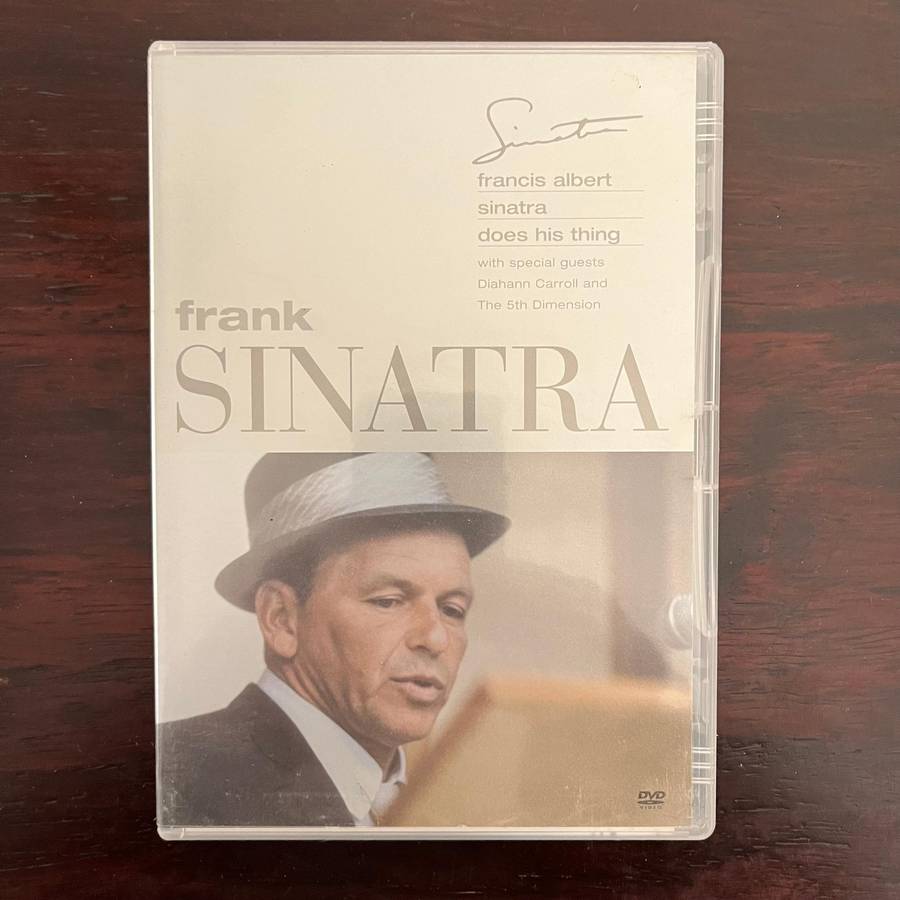 Sinatra
francis albert
sinatra
does his thing
with special guests
Diahann Carroll and
The 5th Dimension
frank
SINATRA
DVD
VIDEO